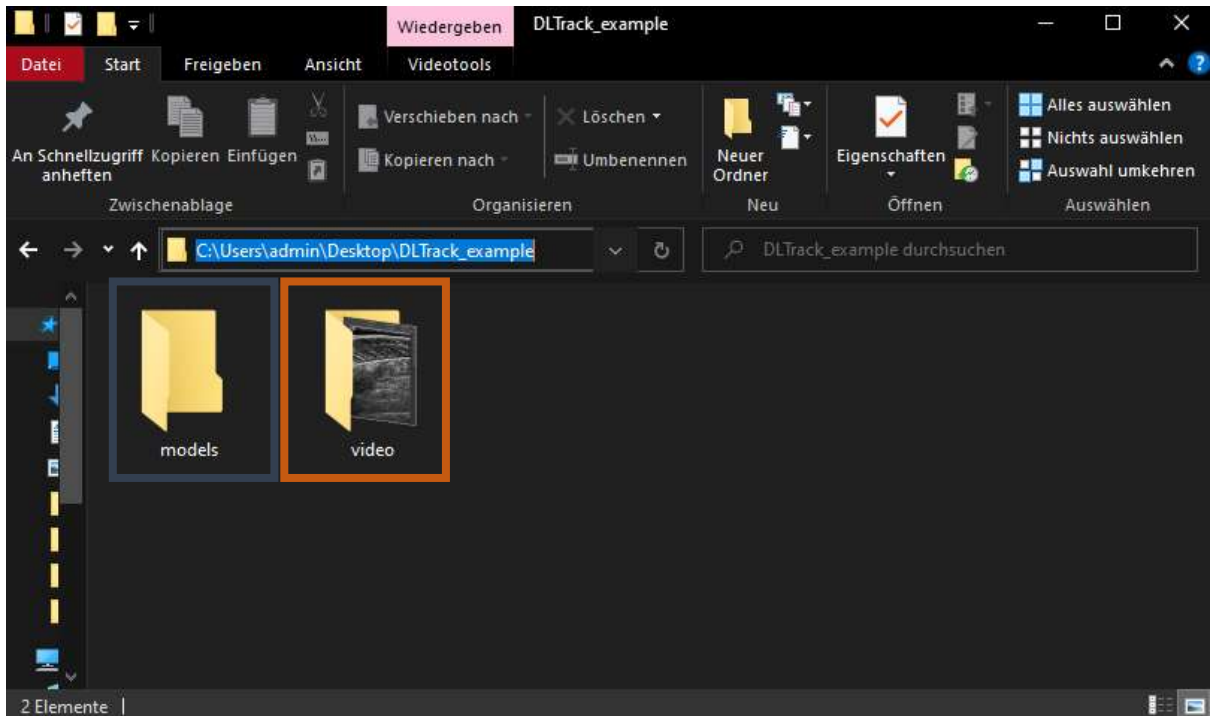 Wiedergeben DLTrack_example
Datei Start Freigeben Ansicht Videotools
An Schnellzugriff
anheften
Kopieren
Einfügen
Zwischenablage
Verschieben nach
Kopieren nach
Löschen
Umbenennen
Organisieren
Neuer
Ordner
Neu
Eigenschaften
Öffnen
Alles auswählen
Nichts auswählen
Auswahl umkehren
Auswählen
C:\Users\admin\Desktop\DLTrack_example
DLTrack_example durchsuchen
models
video
2 Elemente